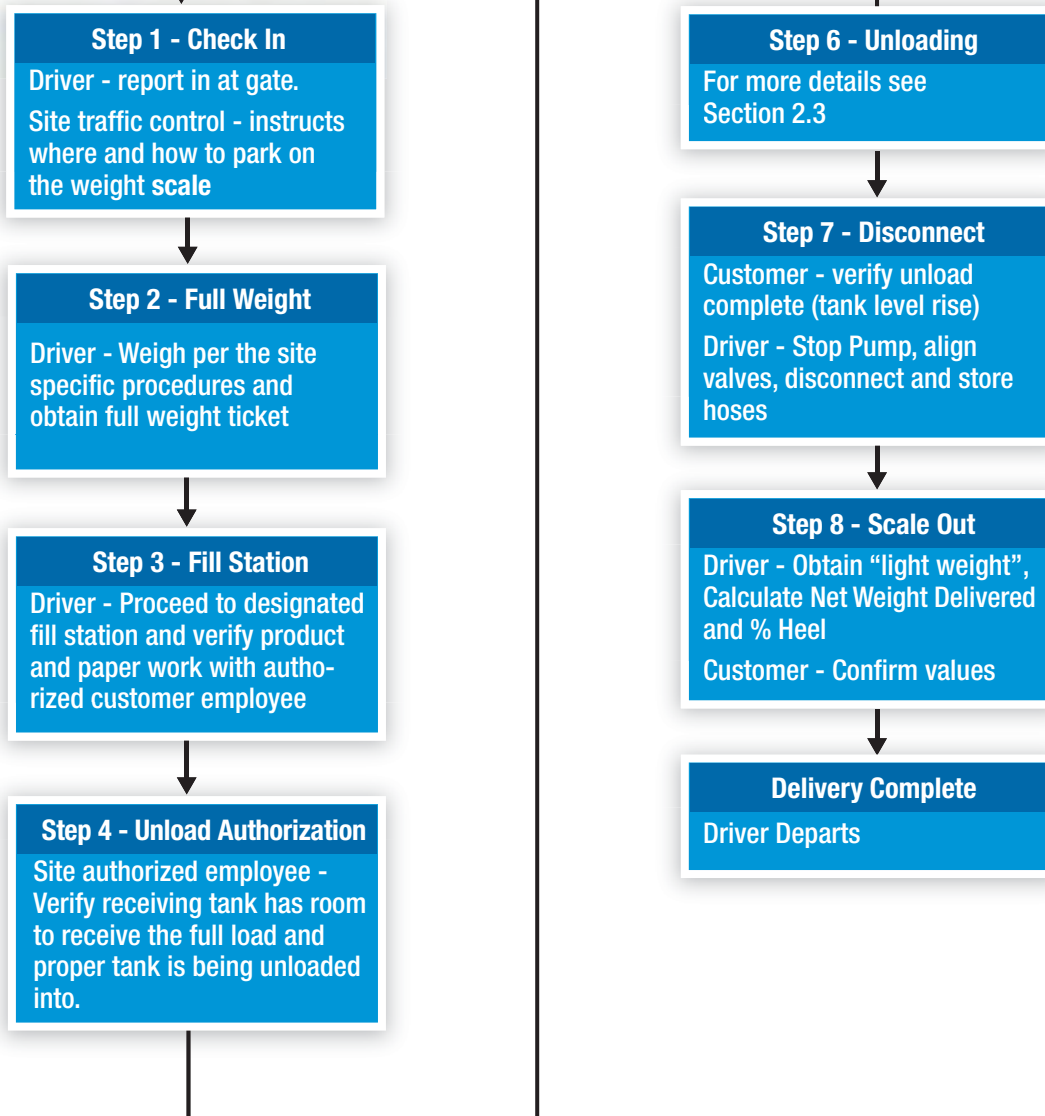 Step 1 - Check In
Driver - report in at gate.
Site traffic control - instructs
where and how to park on
the weight scale
Step 2 - Full Weight
Driver - Weigh per the site
specific procedures and
obtain full weight ticket
Step 3 - Fill Station
Driver - Proceed to designated
fill station and verify product
and paper work with autho-
rized customer employee
Step 4 - Unload Authorization
Site authorized employee -
Verify receiving tank has room
to receive the full load and
proper tank is being unloaded
into.
Step 6 - Unloading
For more details see
Section 2.3
Step 7 - Disconnect
Customer - verify unload
complete (tank level rise)
Driver - Stop Pump, align
valves, disconnect and store
hoses
Step 8 - Scale Out
Driver - Obtain “light weight”,
Calculate Net Weight Delivered
and % Heel
Customer - Confirm values
Delivery Complete
Driver Departs